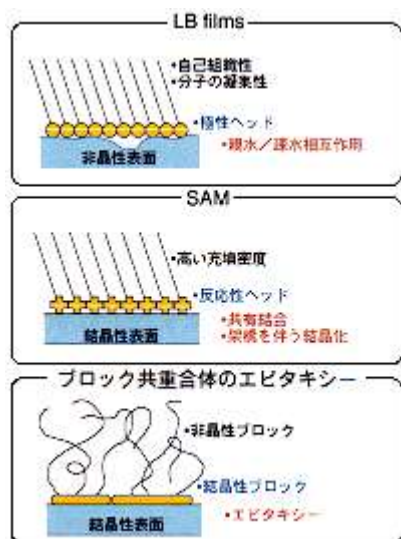 LB films
•自己組織性
•分子の凝集性
•極性ヘッド
•親水／疎水相互作用
非晶性表面
SAM
•高い充填密度
•反応性ヘッド
•共有結合
•架橋を伴う結晶化
結晶性表面
ブロック共重合体のエピタキシー
•非晶性ブロック
•結晶性ブロック
•エピタキシー
結晶性表面